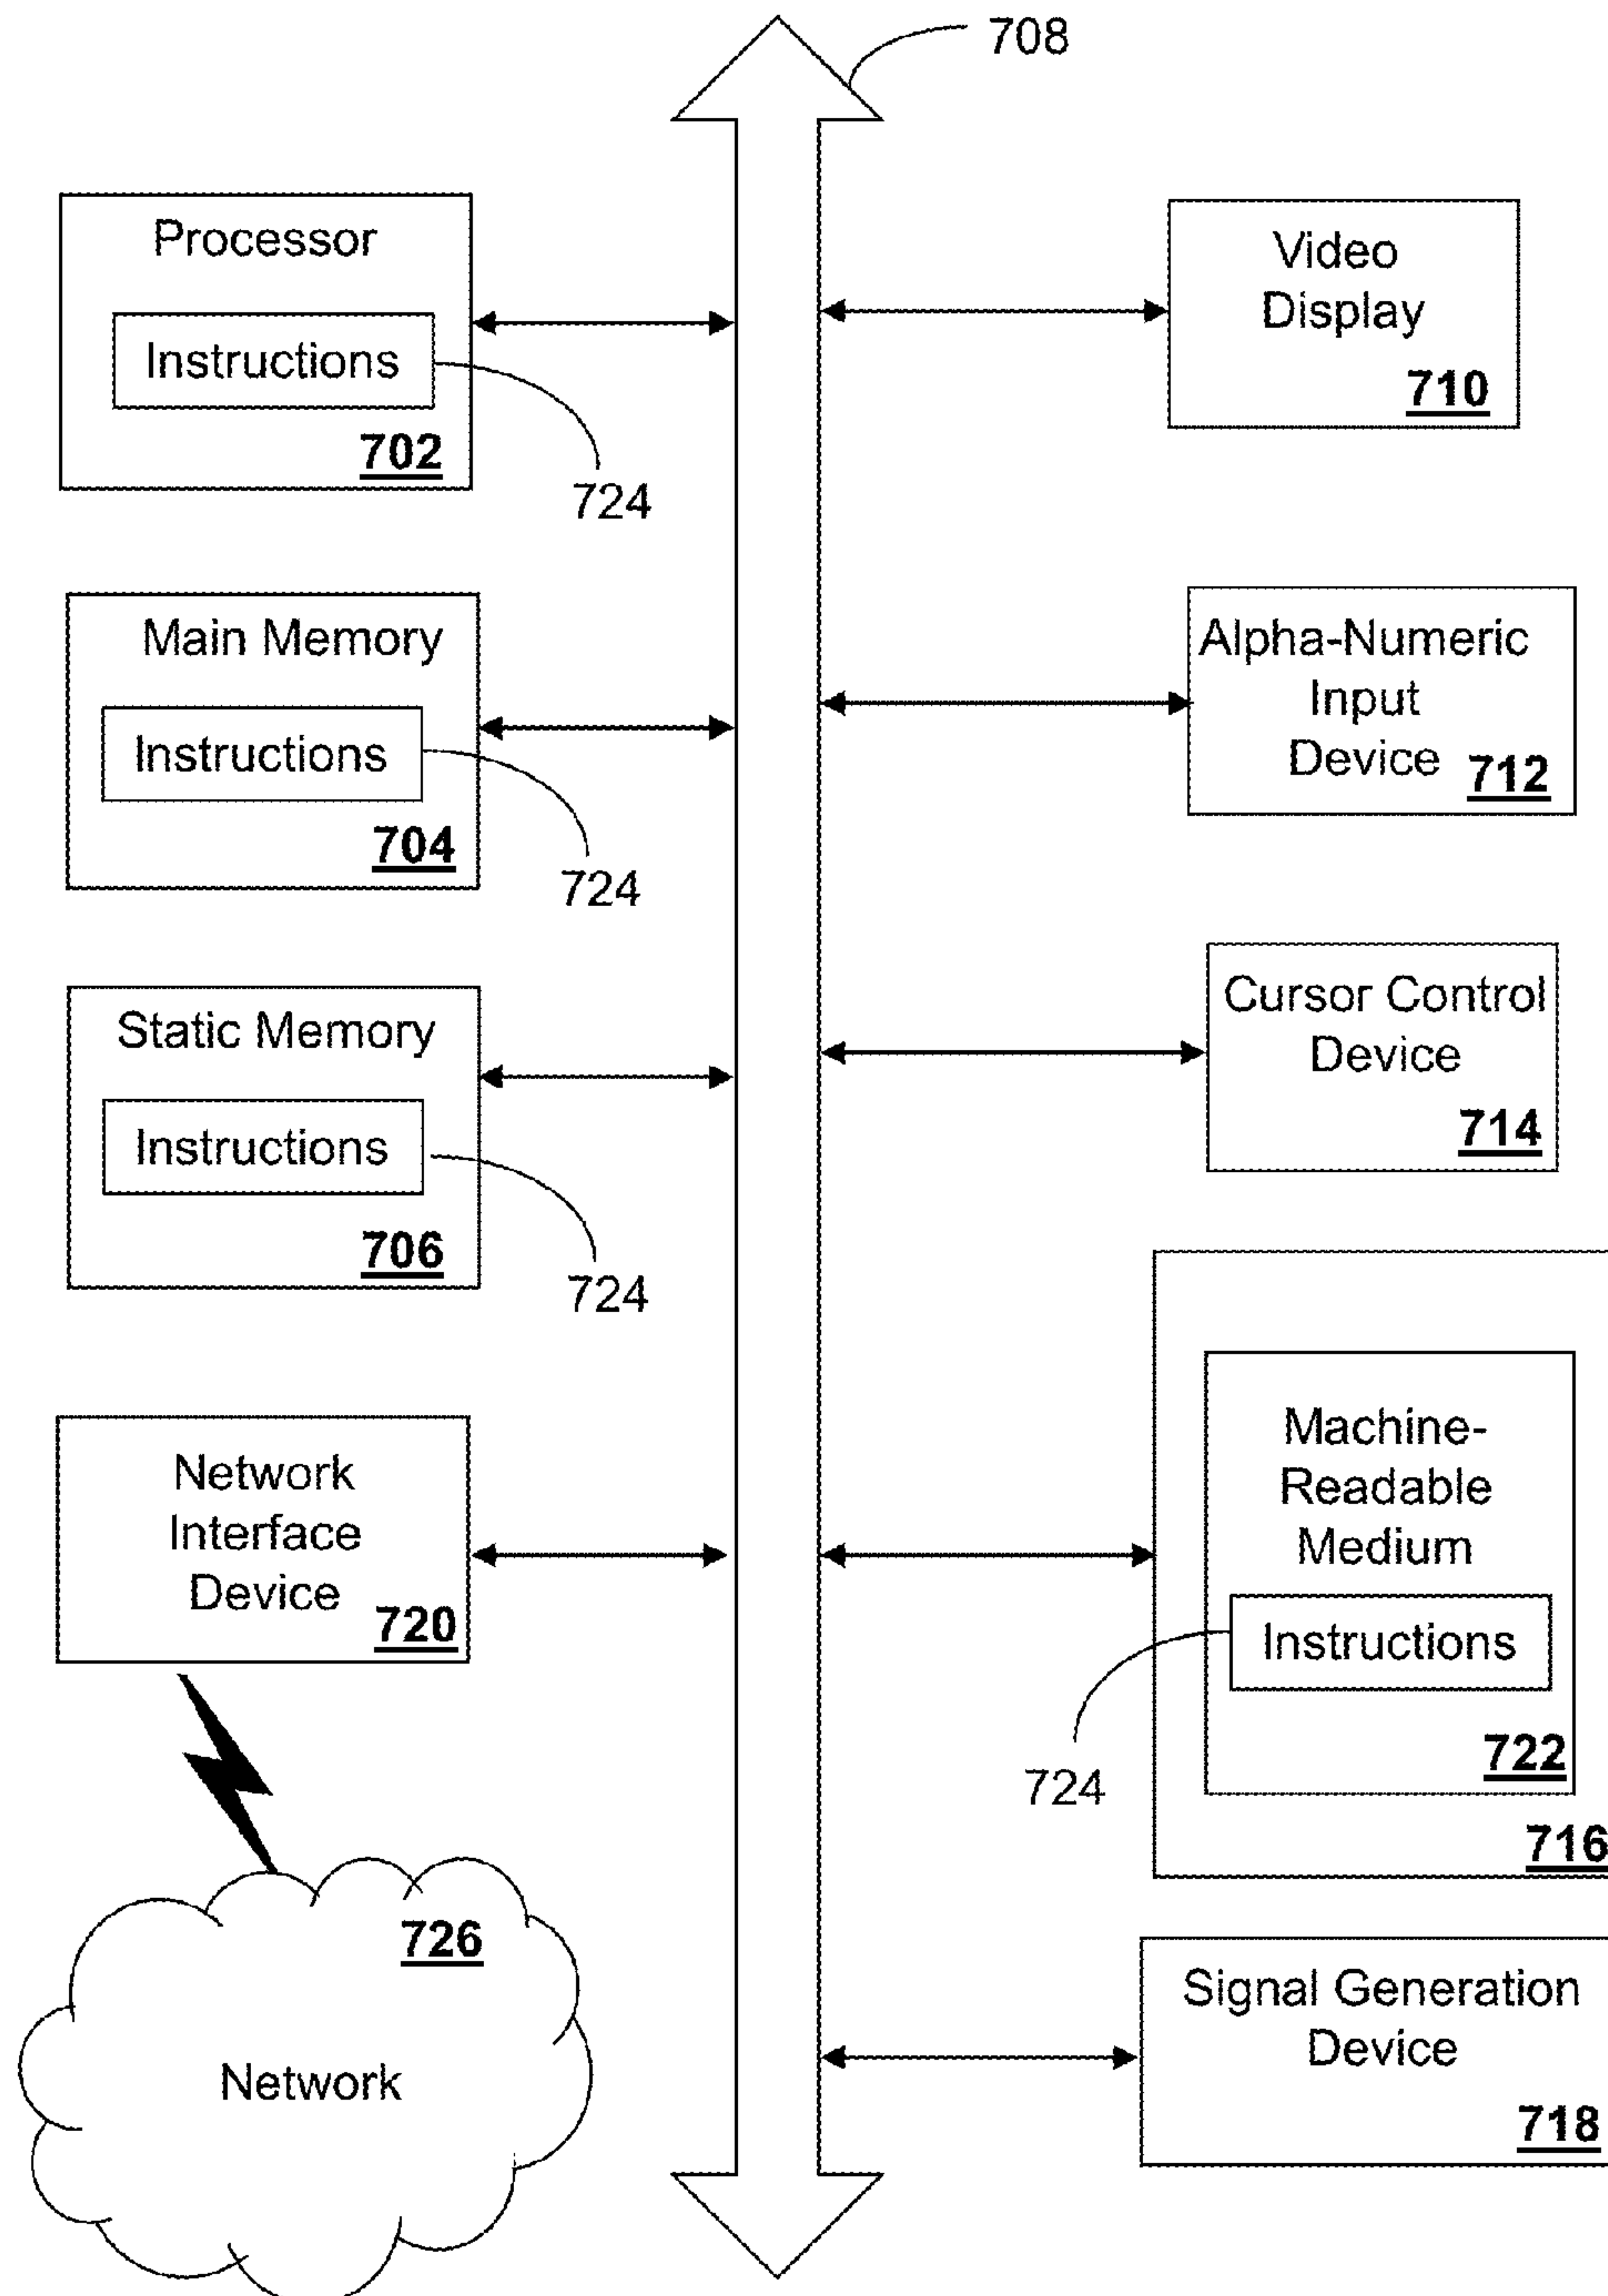 708
Processor
Instructions
702
724
Main Memory
Instructions
704
724
Static Memory
Instructions
706
724
Network
Interface
Device
720
726
Network
Video
Display
710
Alpha-Numeric
Input
Device
712
Cursor Control
Device
714
Machine-
Readable
Medium
Instructions
722
724
716
Signal Generation
Device
718